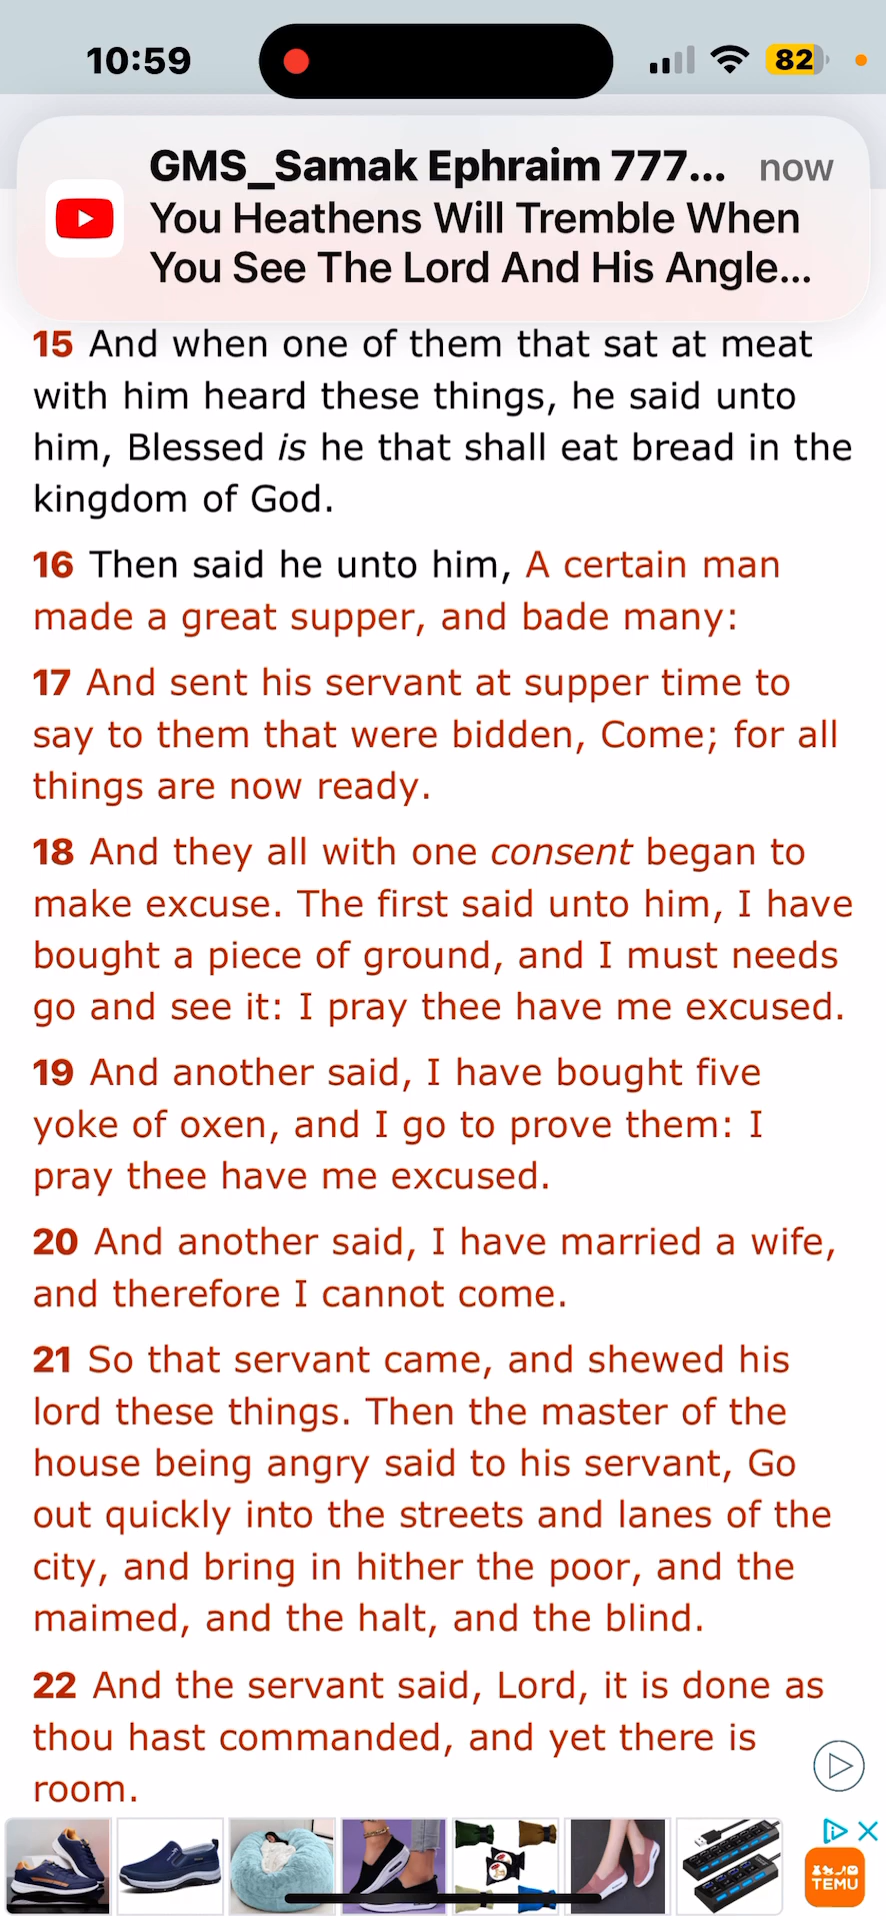 10:59
82
GMS_Samak Ephraim 777... now
You Heathens Will Tremble When
You See The Lord And His Angle...
15 And when one of them that sat at meat
with him heard these things, he said unto
him, Blessed is he that shall eat bread in the
kingdom of God.
16 Then said he unto him, A certain man
made a great supper, and bade many:
17 And sent his servant at supper time to
say to them that were bidden, Come; for all
things are now ready.
18 And they all with one consent began to
make excuse. The first said unto him, I have
bought a piece of ground, and I must needs
go and see it: I pray thee have me excused.
19 And another said, I have bought five
yoke of oxen, and I go to prove them: I
pray thee have me excused.
20 And another said, I have married a wife,
and therefore I cannot come.
21 So that servant came, and shewed his
lord these things. Then the master of the
house being angry said to his servant, Go
out quickly into the streets and lanes of the
city, and bring in hither the poor, and the
maimed, and the halt, and the blind.
22 And the servant said, Lord, it is done as
thou hast commanded, and yet there is
room.
TEMU